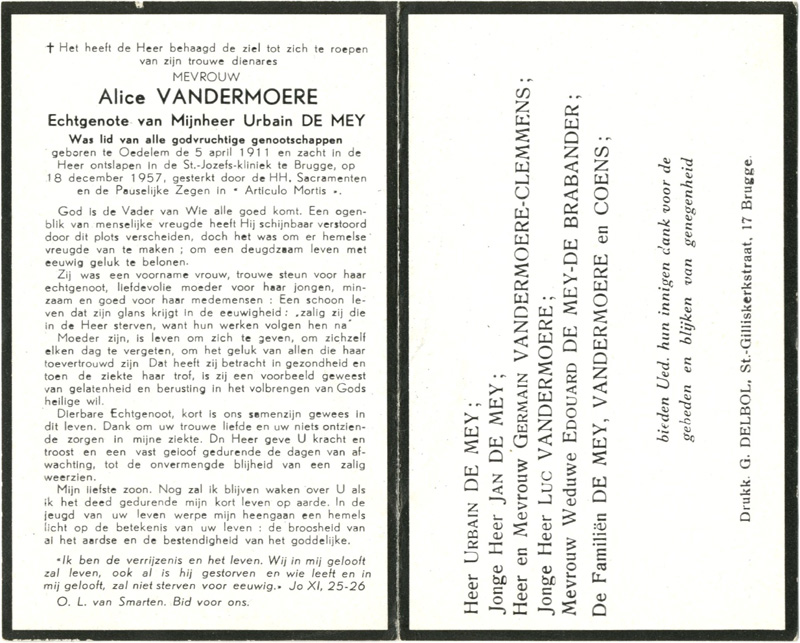 † Het heeft de Heer behaagd de ziel tot zich te roepen
van zijn trouwe dienares
MEVROUW
Alice VANDERMOERE
Echtgenote van Mijnheer Urbain DE MEY
Was lid van alle godvruchtige genootschappen
geboren te Oedelem de 5 april 1911 en zacht in de
Heer ontslapen in de St.-Jozefs-kliniek te Brugge, op
18 december 1957, gesterkt door de HH. Sacramenten
en de Pauselijke Zegen in « Articulo Mortis ».
God is de Vader van Wie alle goed komt. Een ogen-
blik van menselijke vreugde heeft Hij schijnbaar verstoord
door dit plots verscheiden, doch het was om er hemelse
vreugde van te maken ; om een deugdzaam leven met
eeuwig geluk te belonen.
Zij was een voorname vrouw, trouwe steun voor haar
echtgenoot, liefdevolie moeder voor haar jongen, min-
zaam en goed voor haar medemensen : Een schoon le-
ven dat zijn glans krijgt in de eeuwigheid : „zalig zij die
in de Heer sterven, want hun werken volgen hen na"
Moeder zijn, is leven om zich te geven, om zichzelf
elken dag te vergeten, om het geluk van allen die haar
toevertrouwd zijn Dat heeft zij betracht in gezondheid en
toen de ziekte haar trof, is zij een voorbeeld geweest
van gelatenheid en berusting in het volbrengen van Gods
heilige wil.
Dierbare Echtgenoot, kort is ons samenzijn gewees in
dit leven. Dank om uw trouwe liefde en uw niets ontzien-
de zorgen in mijne ziekte. Dn Heer geve U kracht en
troost en een vast geioof gedurende de dagen van af-
wachting, tot de onvermengde blijheid van een zalig
weerzien.
Mijn liefste zoon. Nog zal ik blijven waken over U als
ik het deed gedurende mijn kort leven op aarde. In de
jeugd van uw leven werpe mijn heengaan een hemels
licht op de betekenis van uw leven : de broosheid van
al het aardse en de bestendigheid van het goddelijke.
«Ik ben de verrijzenis en het leven. Wij in mij gelooft
zal leven, ook al is hij gestorven en wie leeft en in
mij gelooft, zal niet sterven voor eeuwig.» Jo XI, 25-26
O. L. van Smarten. Bid voor ons.
Heer URBAIN DE MEY ;
Jonge Heer JAN DE MEY ;
Heer en Mevrouw GERMAIN VANDERMOERE-CLEMMENS ;
Jonge Heer LUC VANDERMOERE ;
Mevrouw Weduwe EDOUARD DE MEY-DE BRABANDER ;
De Familiën DE MEY, VANDERMOERE en COENS ;
bieden Ued. hun innigen dank voor de
gebeden en blijken van genegenheid
Drukk. G. DELBOL, St.-Gilliskerkstraat, 17 Brugge.